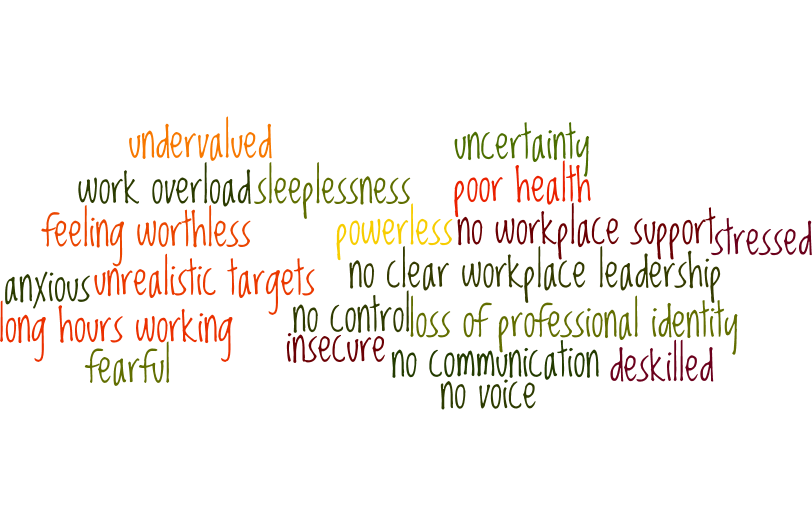 undervalued
uncertainty
work overload
sleeplessness
poor health
feeling worthless
powerless
no workplace support
stressed
anxious
unrealistic targets
no clear workplace leadership
long hours working
no control
loss of professional identity
insecure
fearful
no communication
deskilled
no voice